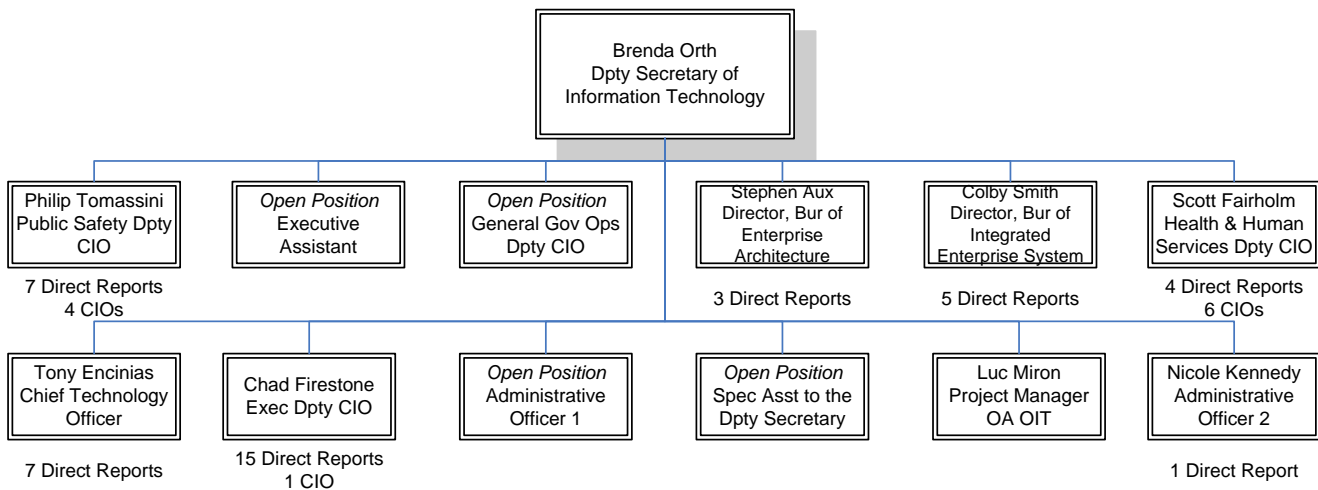 Brenda Orth
Dpty Secretary of
Information Technology
Philip Tomassini
Public Safety Dpty
CIO
7 Direct Reports
4 CIOs
Open Position
Executive
Assistant
Open Position
General Gov Ops
Dpty CIO
Stephen Aux
Director, Bur of
Enterprise
Architecture
3 Direct Reports
Colby Smith
Director, Bur of
Integrated
Enterprise System
5 Direct Reports
Scott Fairholm
Health & Human
Services Dpty CIO
4 Direct Reports
6 CIOs
Tony Encinias
Chief Technology
Officer
7 Direct Reports
Chad Firestone
Exec Dpty CIO
15 Direct Reports
1 CIO
Open Position
Administrative
Officer 1
Open Position
Spec Asst to the
Dpty Secretary
Luc Miron
Project Manager
OA OIT
Nicole Kennedy
Administrative
Officer 2
1 Direct Report